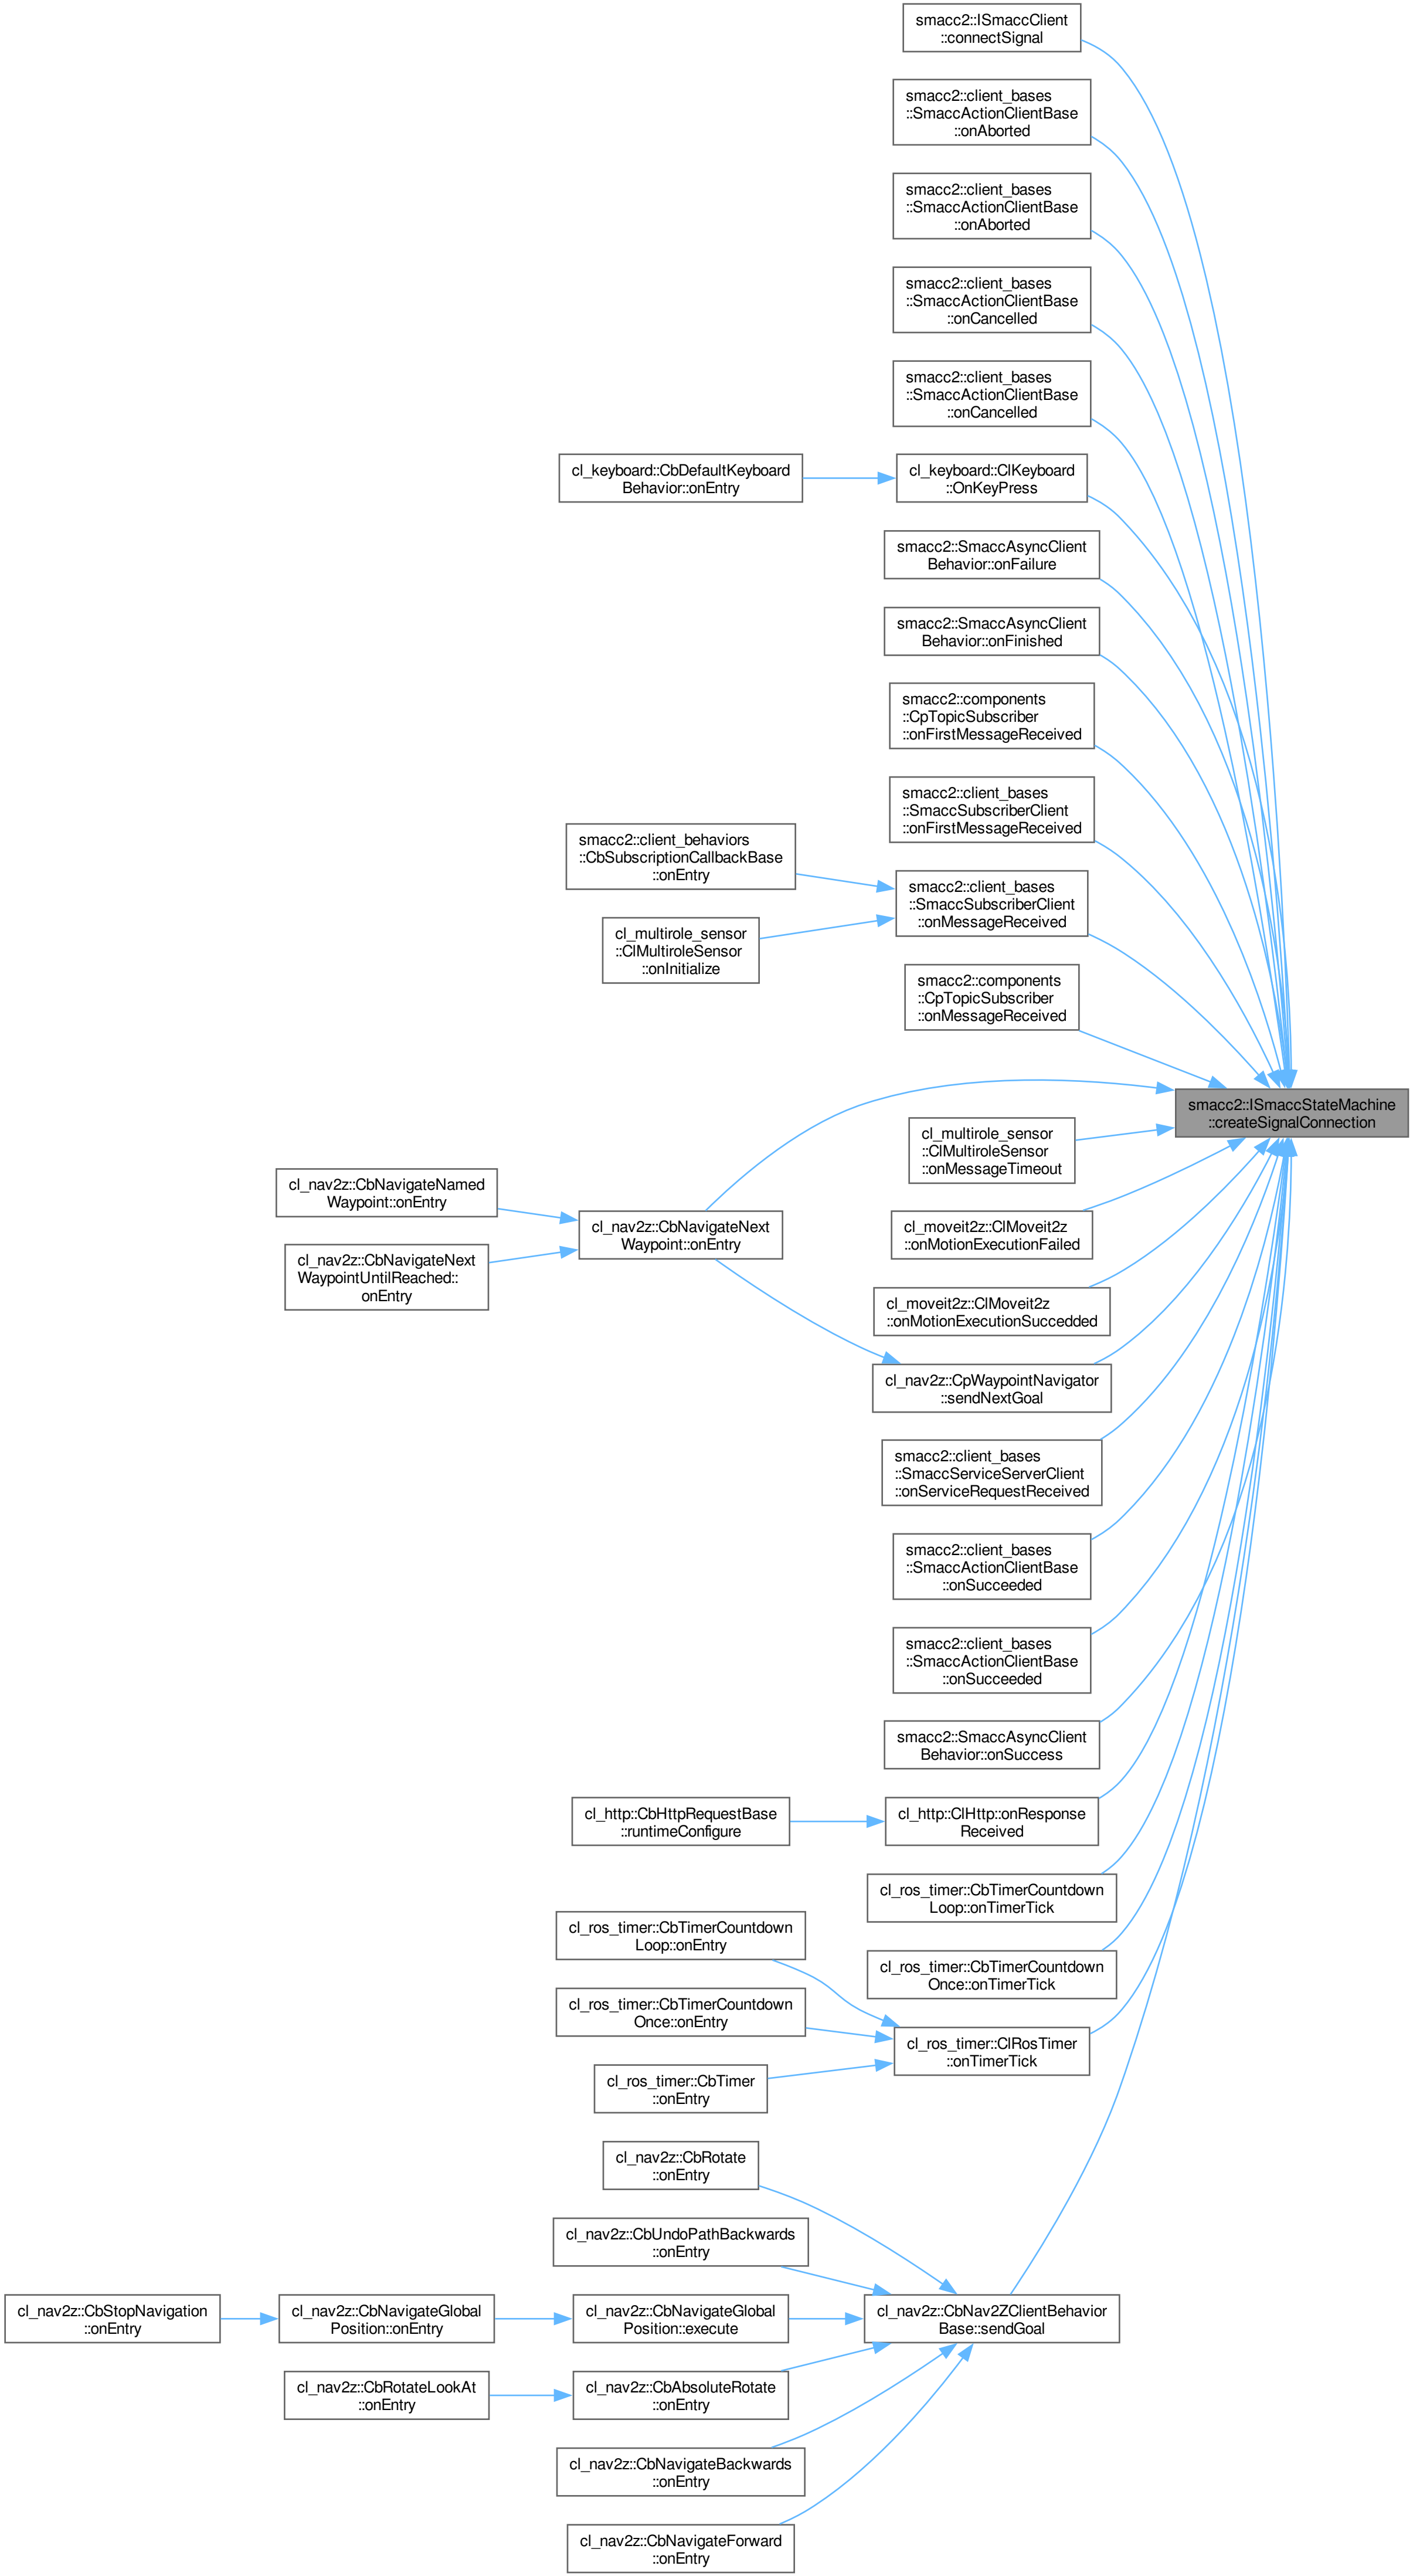 smacc2::ISmaccClient
::connectSignal
smacc2::client_bases
::SmaccActionClientBase
::onAborted
smacc2::client_bases
::SmaccActionClientBase
::onAborted
smacc2::client_bases
::SmaccActionClientBase
::onCancelled
smacc2::client_bases
::SmaccActionClientBase
::onCancelled
cl_keyboard::CbDefaultKeyboard
Behavior::onEntry
cl_keyboard::ClKeyboard
::OnKeyPress
smacc2::SmaccAsyncClient
Behavior::onFailure
smacc2::SmaccAsyncClient
Behavior::onFinished
smacc2::components
::CpTopicSubscriber
::onFirstMessageReceived
smacc2::client_bases
::SmaccSubscriberClient
::onFirstMessageReceived
smacc2::client_behaviors
::CbSubscriptionCallbackBase
::onEntry
smacc2::client_bases
::SmaccSubscriberClient
::onMessageReceived
cl_multirole_sensor
::ClMultiroleSensor
::onInitialize
smacc2::components
::CpTopicSubscriber
::onMessageReceived
smacc2::ISmaccStateMachine
::createSignalConnection
cl_multirole_sensor
::ClMultiroleSensor
::onMessageTimeout
cl_nav2z::CbNavigateNamed
Waypoint::onEntry
cl_nav2z::CbNavigateNext
Waypoint::onEntry
cl_moveit2z::ClMoveit2z
::onMotionExecutionFailed
cl_nav2z::CbNavigateNext
WaypointUntilReached::
onEntry
cl_moveit2z::ClMoveit2z
::onMotionExecutionSuccedded
cl_nav2z::CpWaypointNavigator
::sendNextGoal
smacc2::client_bases
::SmaccServiceServerClient
::onServiceRequestReceived
smacc2::client_bases
::SmaccActionClientBase
::onSucceeded
smacc2::client_bases
::SmaccActionClientBase
::onSucceeded
smacc2::SmaccAsyncClient
Behavior::onSuccess
cl_http::CbHttpRequestBase
::runtimeConfigure
cl_http::ClHttp::onResponse
Received
cl_ros_timer::CbTimerCountdown
Loop::onTimerTick
cl_ros_timer::CbTimerCountdown
Loop::onEntry
cl_ros_timer::CbTimerCountdown
Once::onTimerTick
cl_ros_timer::CbTimerCountdown
Once::onEntry
cl_ros_timer::ClRosTimer
::onTimerTick
cl_ros_timer::CbTimer
::onEntry
cl_nav2z::CbRotate
::onEntry
cl_nav2z::CbUndoPathBackwards
::onEntry
cl_nav2z::CbStopNavigation
::onEntry
cl_nav2z::CbNavigateGlobal
Position::onEntry
cl_nav2z::CbNavigateGlobal
Position::execute
cl_nav2z::CbNav2ZClientBehavior
Base::sendGoal
cl_nav2z::CbRotateLookAt
::onEntry
cl_nav2z::CbAbsoluteRotate
::onEntry
cl_nav2z::CbNavigateBackwards
::onEntry
cl_nav2z::CbNavigateForward
::onEntry